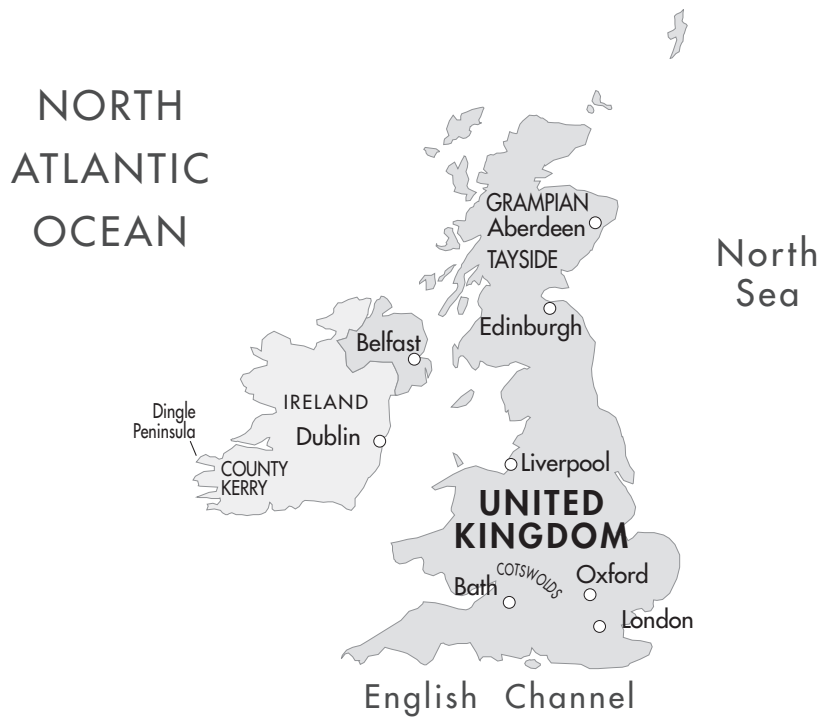 NORTH
ATLANTIC
OCEAN
GRAMPIAN
Aberdeen
TAYSIDE
North
Sea
Edinburgh
Belfast
IRELAND
Dingle
Peninsula
Dublin
COUNTY
KERRY
Liverpool
UNITED
KINGDOM
COTSWOLDS
Oxford
Bath
London
English Channel